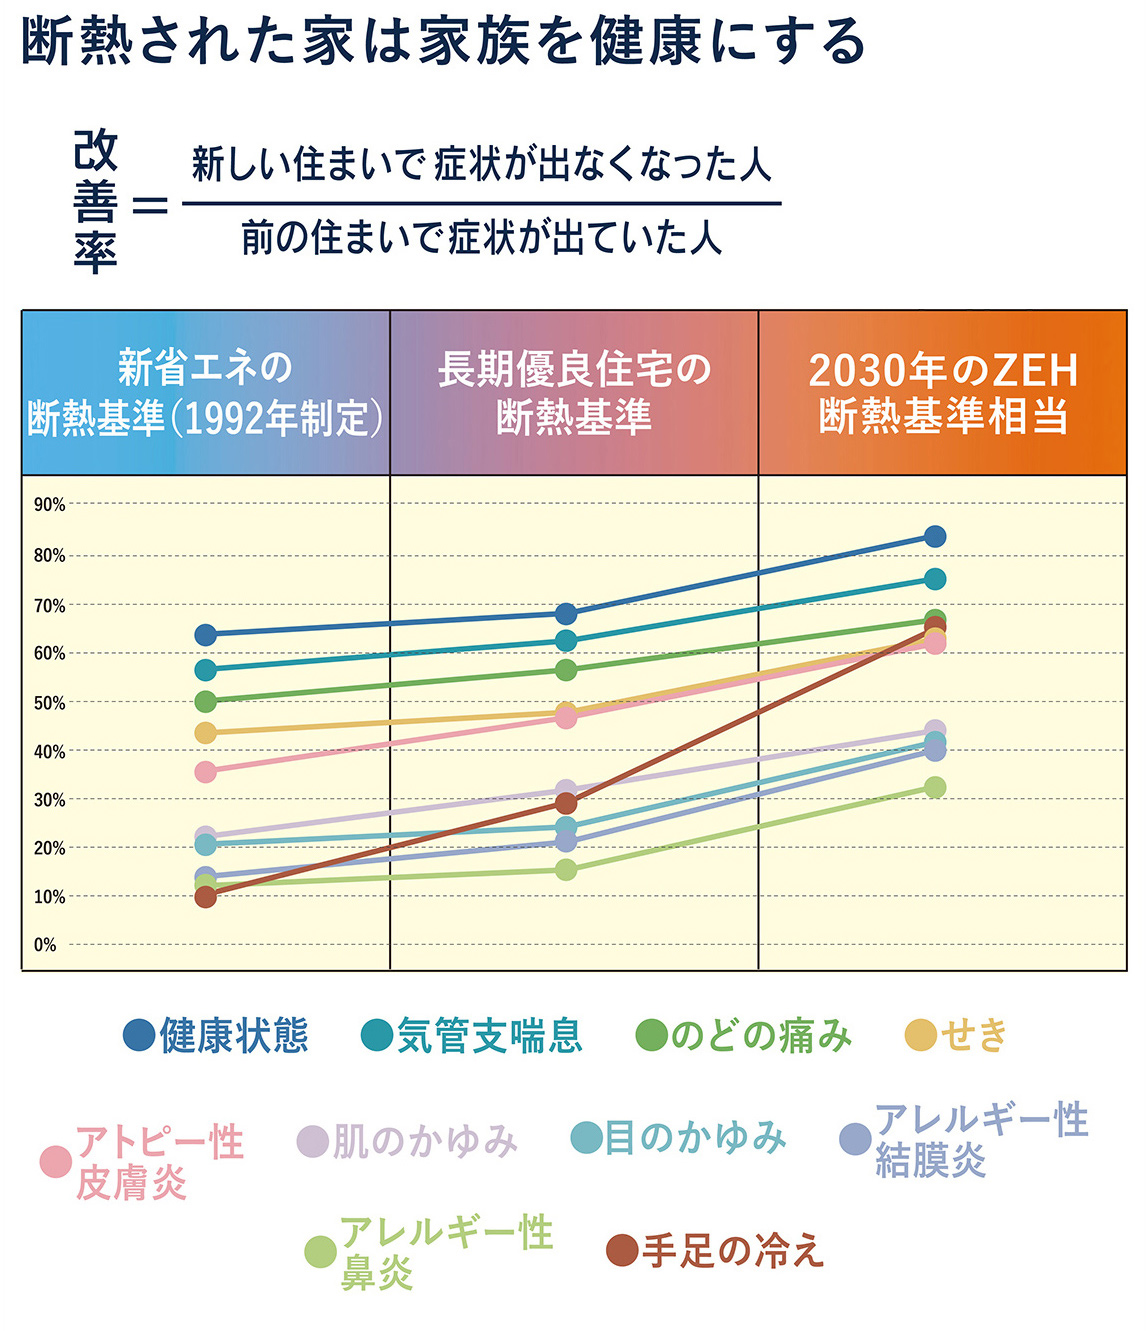 断熱された家は家族を健康にする
改善率
=
新しい住まいで症状が出なくなった人
前の住まいで症状が出ていた人
新省エネの
断熱基準(1992年制定)
長期優良住宅の
断熱基準
2030年のZEH
断熱基準相当
90%
80%
70%
60%
50%
40%
30%
20%
10%
0%
健康状態
気管支喘息
のどの痛み
せき
アトピー性
皮膚炎
肌のかゆみ
目のかゆみ
アレルギー性
結膜炎
アレルギー性
鼻炎
手足の冷え